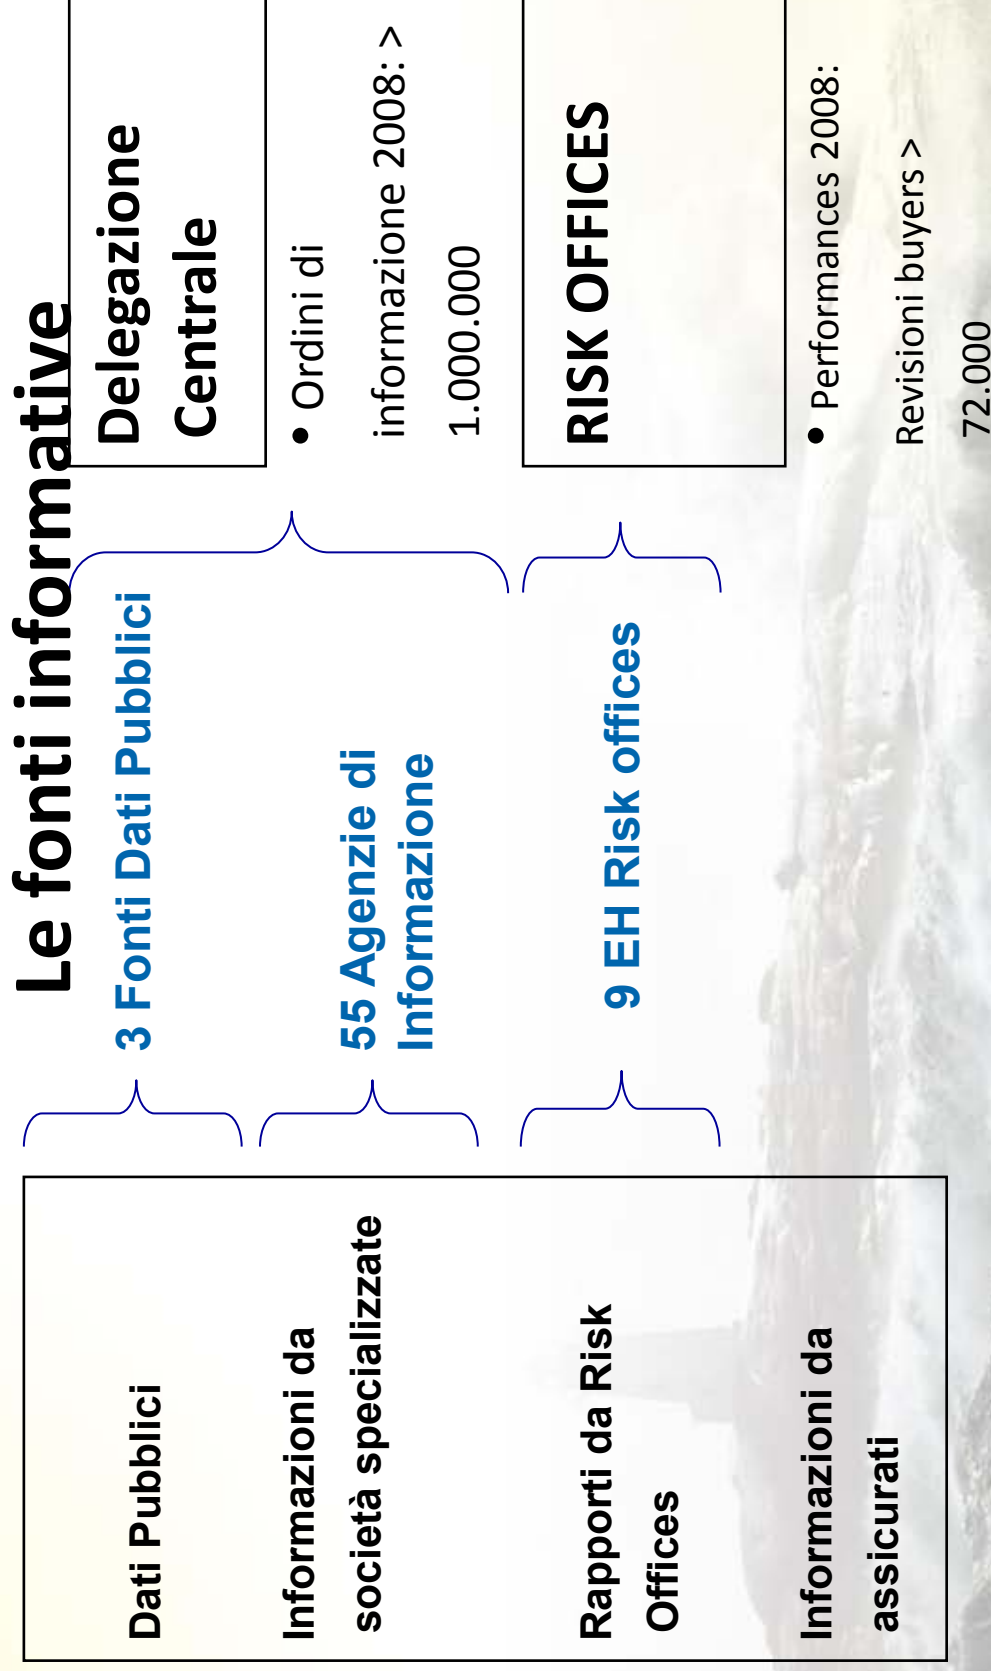 Le fonti informative
Dati Pubblici
Informazioni da
società specializzate
Rapporti da Risk
Offices
Informazioni da
assicurati
3 Fonti Dati Pubblici
55 Agenzie di
Informazione
9 EH Risk offices
Delegazione
Centrale
• Ordini di
informazione 2008: >
1.000.000
RISK OFFICES
• Performances 2008:
Revisioni buyers >
72.000